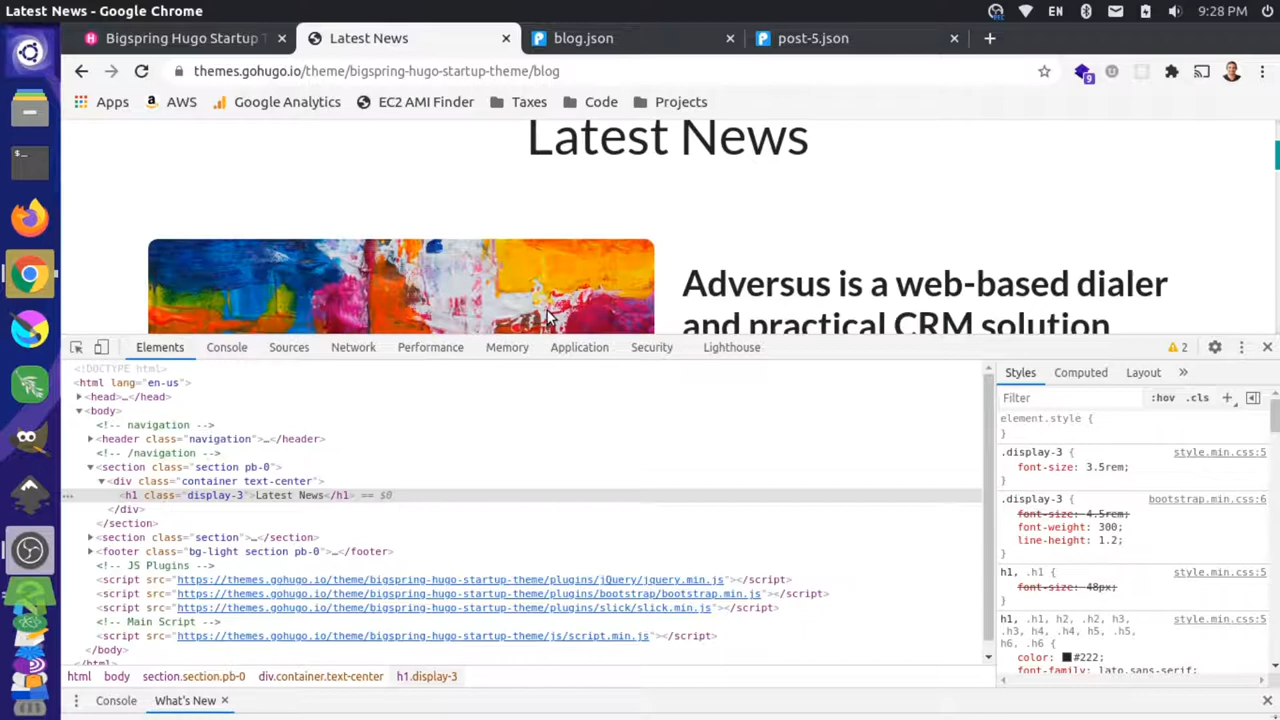 Latest News - Google Chrome
EN
9:28 PM
Bigspring Hugo Startup T
Latest News
blog.json
post-5.json
themes.gohugo.io/theme/bigspring-hugo-startup-theme/blog
9
Apps
AWS
Google Analytics
EC2 AMI Finder
Taxes
Code
Projects
Latest News
Adversus is a web-based dialer
and practical CRM solution
Elements
Console
Sources
Network
Performance
Memory
Application
Security
Lighthouse
2
<!DOCTYPE html>
<html lang="en-us">
<head>…</head>
<body>
<!-- navigation -->
<header class="navigation">…</header>
<!-- /navigation -->
<section class="section pb-0">
<div class="container text-center">
<h1 class="display-3">Latest News</h1> == $0
</div>
</section>
<section class="section">…</section>
<footer class="bg-light section pb-0">…</footer>
<!-- JS Plugins -->
<script src="https://themes.gohugo.io/theme/bigspring-hugo-startup-theme/plugins/jQuery/jquery.min.js"></script>
<script src="https://themes.gohugo.io/theme/bigspring-hugo-startup-theme/plugins/bootstrap/bootstrap.min.js"></script>
<script src="https://themes.gohugo.io/theme/bigspring-hugo-startup-theme/plugins/slick/slick.min.js"></script>
<!-- Main Script -->
<script src="https://themes.gohugo.io/theme/bigspring-hugo-startup-theme/js/script.min.js"></script>
</body>
</html>
html
body
section.section.pb-0
div.container.text-center
h1.display-3
Console
What's New
Styles
Computed
Layout
Filter
:hov
.cls
element.style {
}
.display-3 {
style.min.css:5
font-size: 3.5rem;
}
.display-3 {
bootstrap.min.css:6
font-size: 4.5rem;
font-weight: 300;
line-height: 1.2;
}
h1, .h1 {
style.min.css:5
font-size: 48px;
}
h1, .h1, h2, .h2, h3,
style.min.css:5
.h3, h4, .h4, h5, .h5,
h6, .h6 {
color: #222;
font-family: lato,sans-serif;